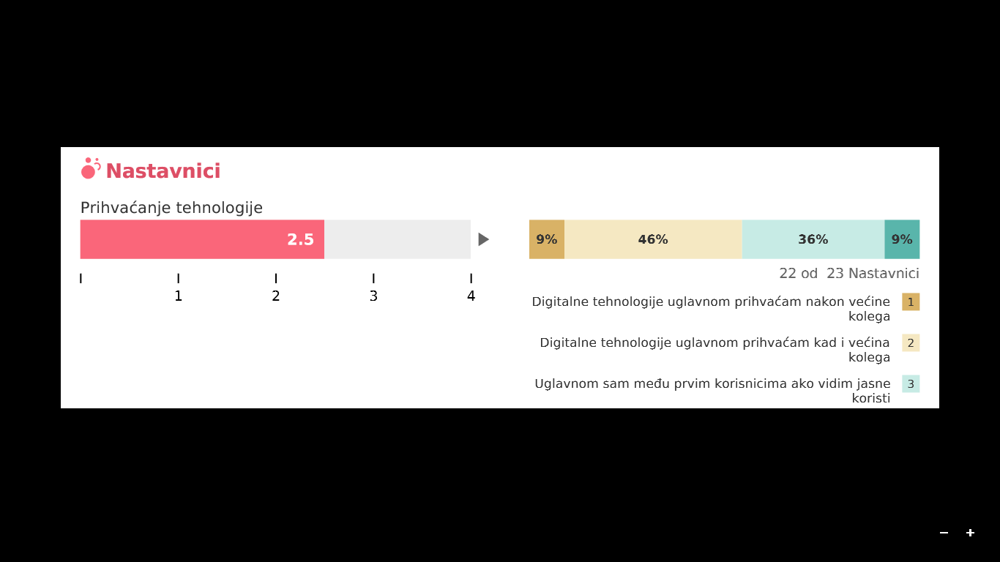 Nastavnici
Prihvaćanje tehnologije
2.5
1 2 3 4
9% 46% 36% 9%
22 od 23 Nastavnici
Digitalne tehnologije uglavnom prihvaćam nakon većine 1
kolega
Digitalne tehnologije uglavnom prihvaćam kad i većina 2
kolega
Uglavnom sam među prvim korisnicima ako vidim jasne 3
koristi